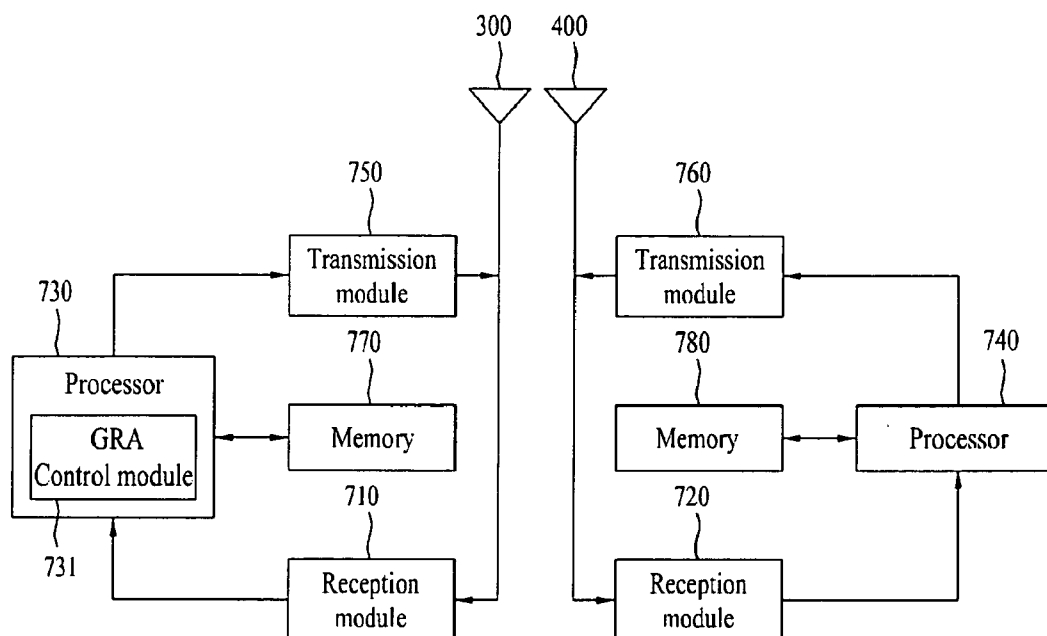 300
400
750
760
Transmission
module
Transmission
module
730
770
780
740
Processor
GRA
Control module
Memory
Memory
Processor
731
710
720
Reception
module
Reception
module